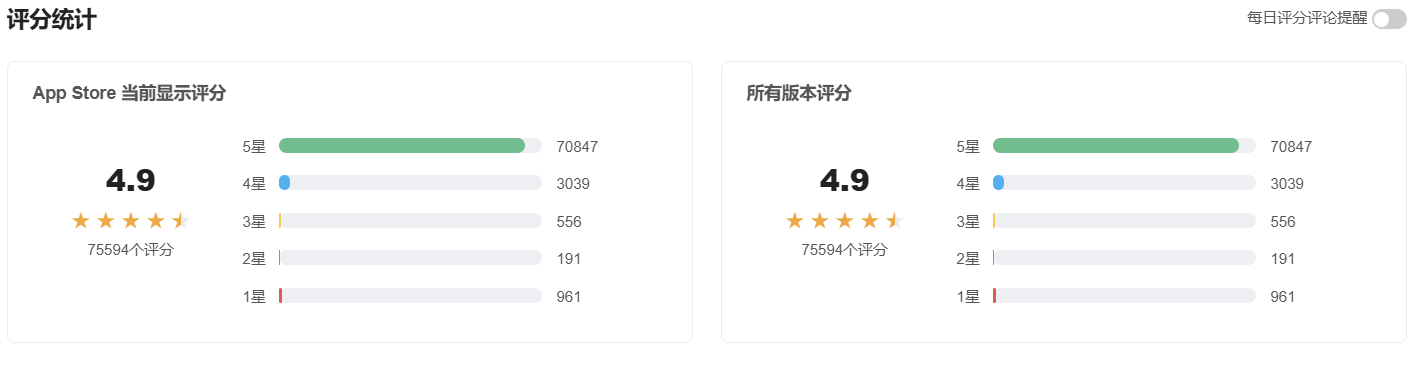 评分统计
每日评分评论提醒
App Store 当前显示评分
4.9
75594个评分
5星 70847
4星 3039
3星 556
2星 191
1星 961
所有版本评分
4.9
75594个评分
5星 70847
4星 3039
3星 556
2星 191
1星 961